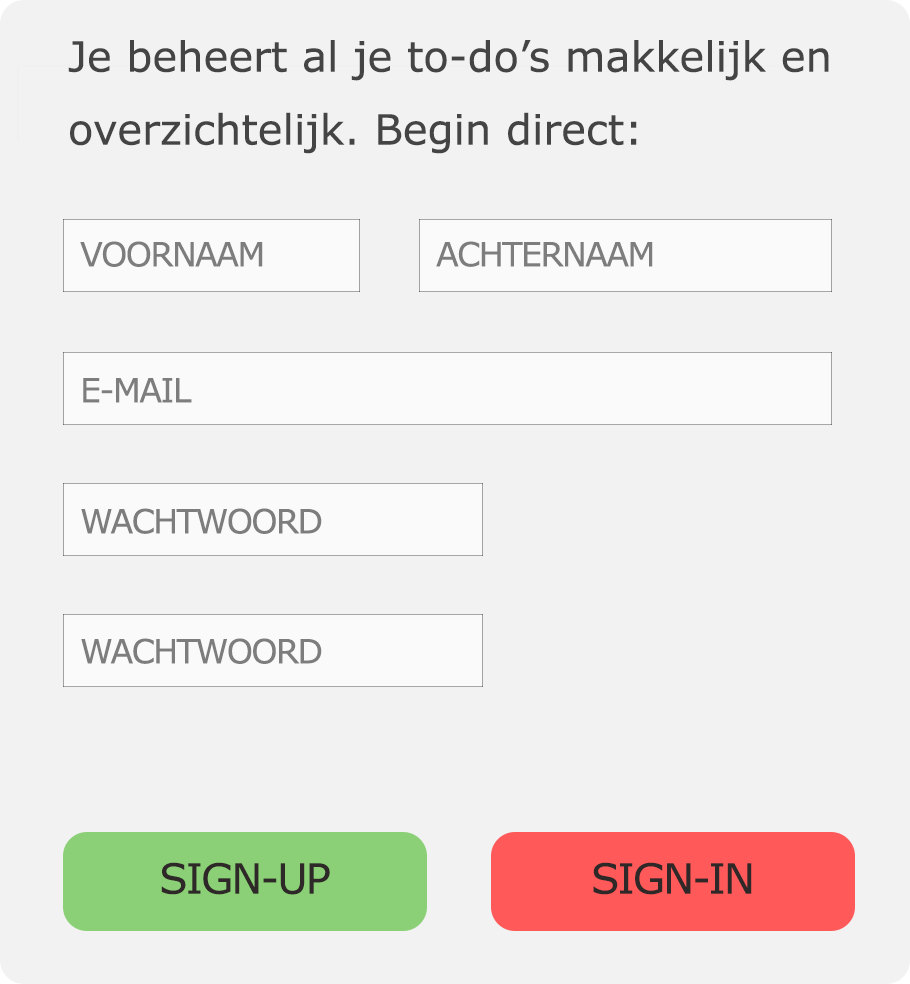 Je beheert al je to-do’s makkelijk en
overzichtelijk. Begin direct:
VOORNAAM ACHTERNAAM
E-MAIL
WACHTWOORD
WACHTWOORD
SIGN-UP SIGN-IN